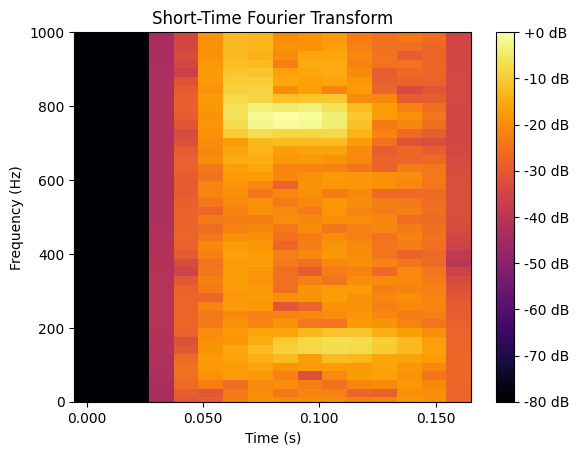 Short-Time Fourier Transform
1000
800
600
400
200
0
Frequency (Hz)
0.000
0.050
0.100
0.150
Time (s)
+0 dB
-10 dB
-20 dB
-30 dB
-40 dB
-50 dB
-60 dB
-70 dB
-80 dB